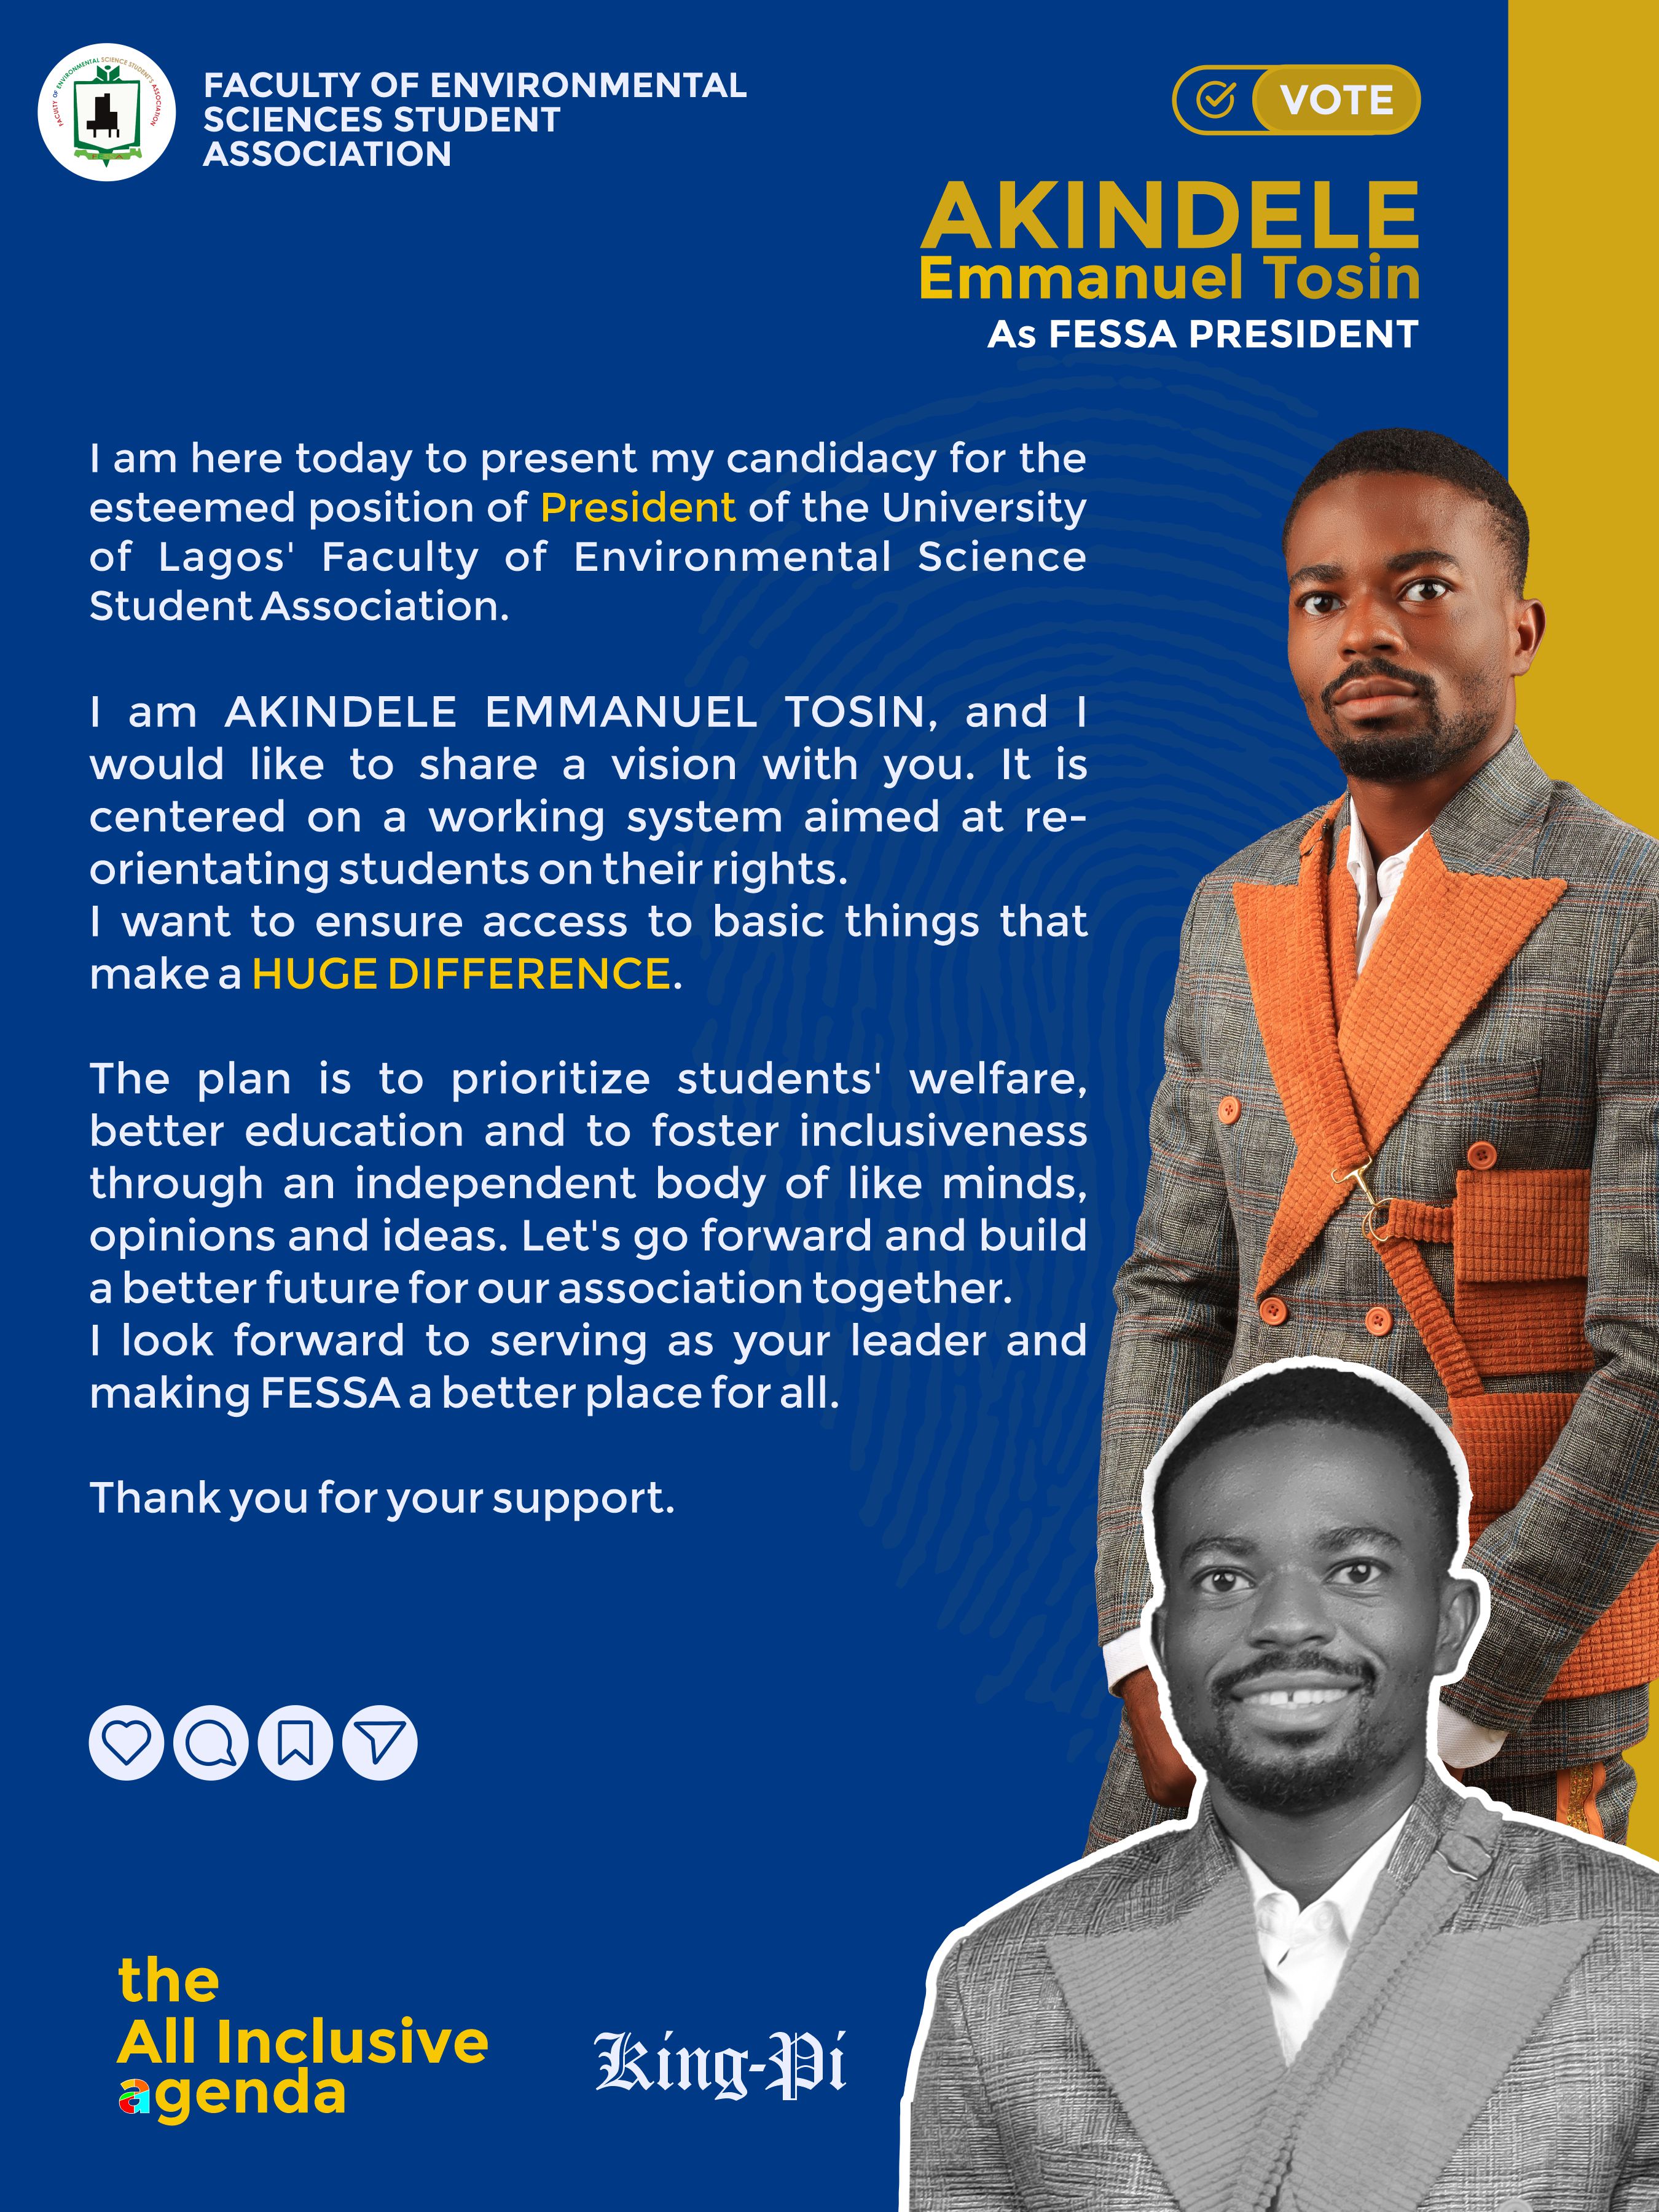 FACULTY OF ENVIRONMENTAL SCIENCE STUDENT'S ASSOCIATION
FACULTY OF ENVIRONMENTAL
SCIENCES STUDENT
ASSOCIATION
VOTE
AKINDELE
Emmanuel Tosin
As FESSA PRESIDENT
I am here today to present my candidacy for the
esteemed position of President of the University
of Lagos' Faculty of Environmental Science
Student Association.
I am AKINDELE EMMANUEL TOSIN, and I
would like to share a vision with you. It is
centered on a working system aimed at re-
orientating students on their rights.
I want to ensure access to basic things that
make a HUGE DIFFERENCE.
The plan is to prioritize students' welfare,
better education and to foster inclusiveness
through an independent body of like minds,
opinions and ideas. Let's go forward and build
a better future for our association together.
I look forward to serving as your leader and
making FESSA a better place for all.
Thank you for your support.
the
All Inclusive
agenda
King-Pi